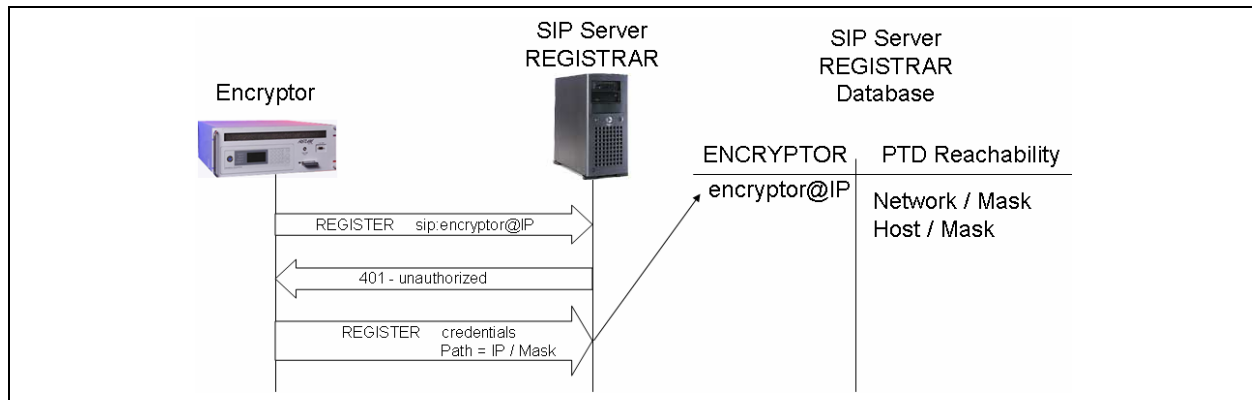 Encryptor
SIP Server
REGISTRAR
SIP Server
REGISTRAR
Database
ENCRYPTOR
PTD Reachability
encryptor@IP
Network / Mask
Host / Mask
REGISTER sip:encryptor@IP
401 - unauthorized
REGISTER credentials
Path = IP / Mask